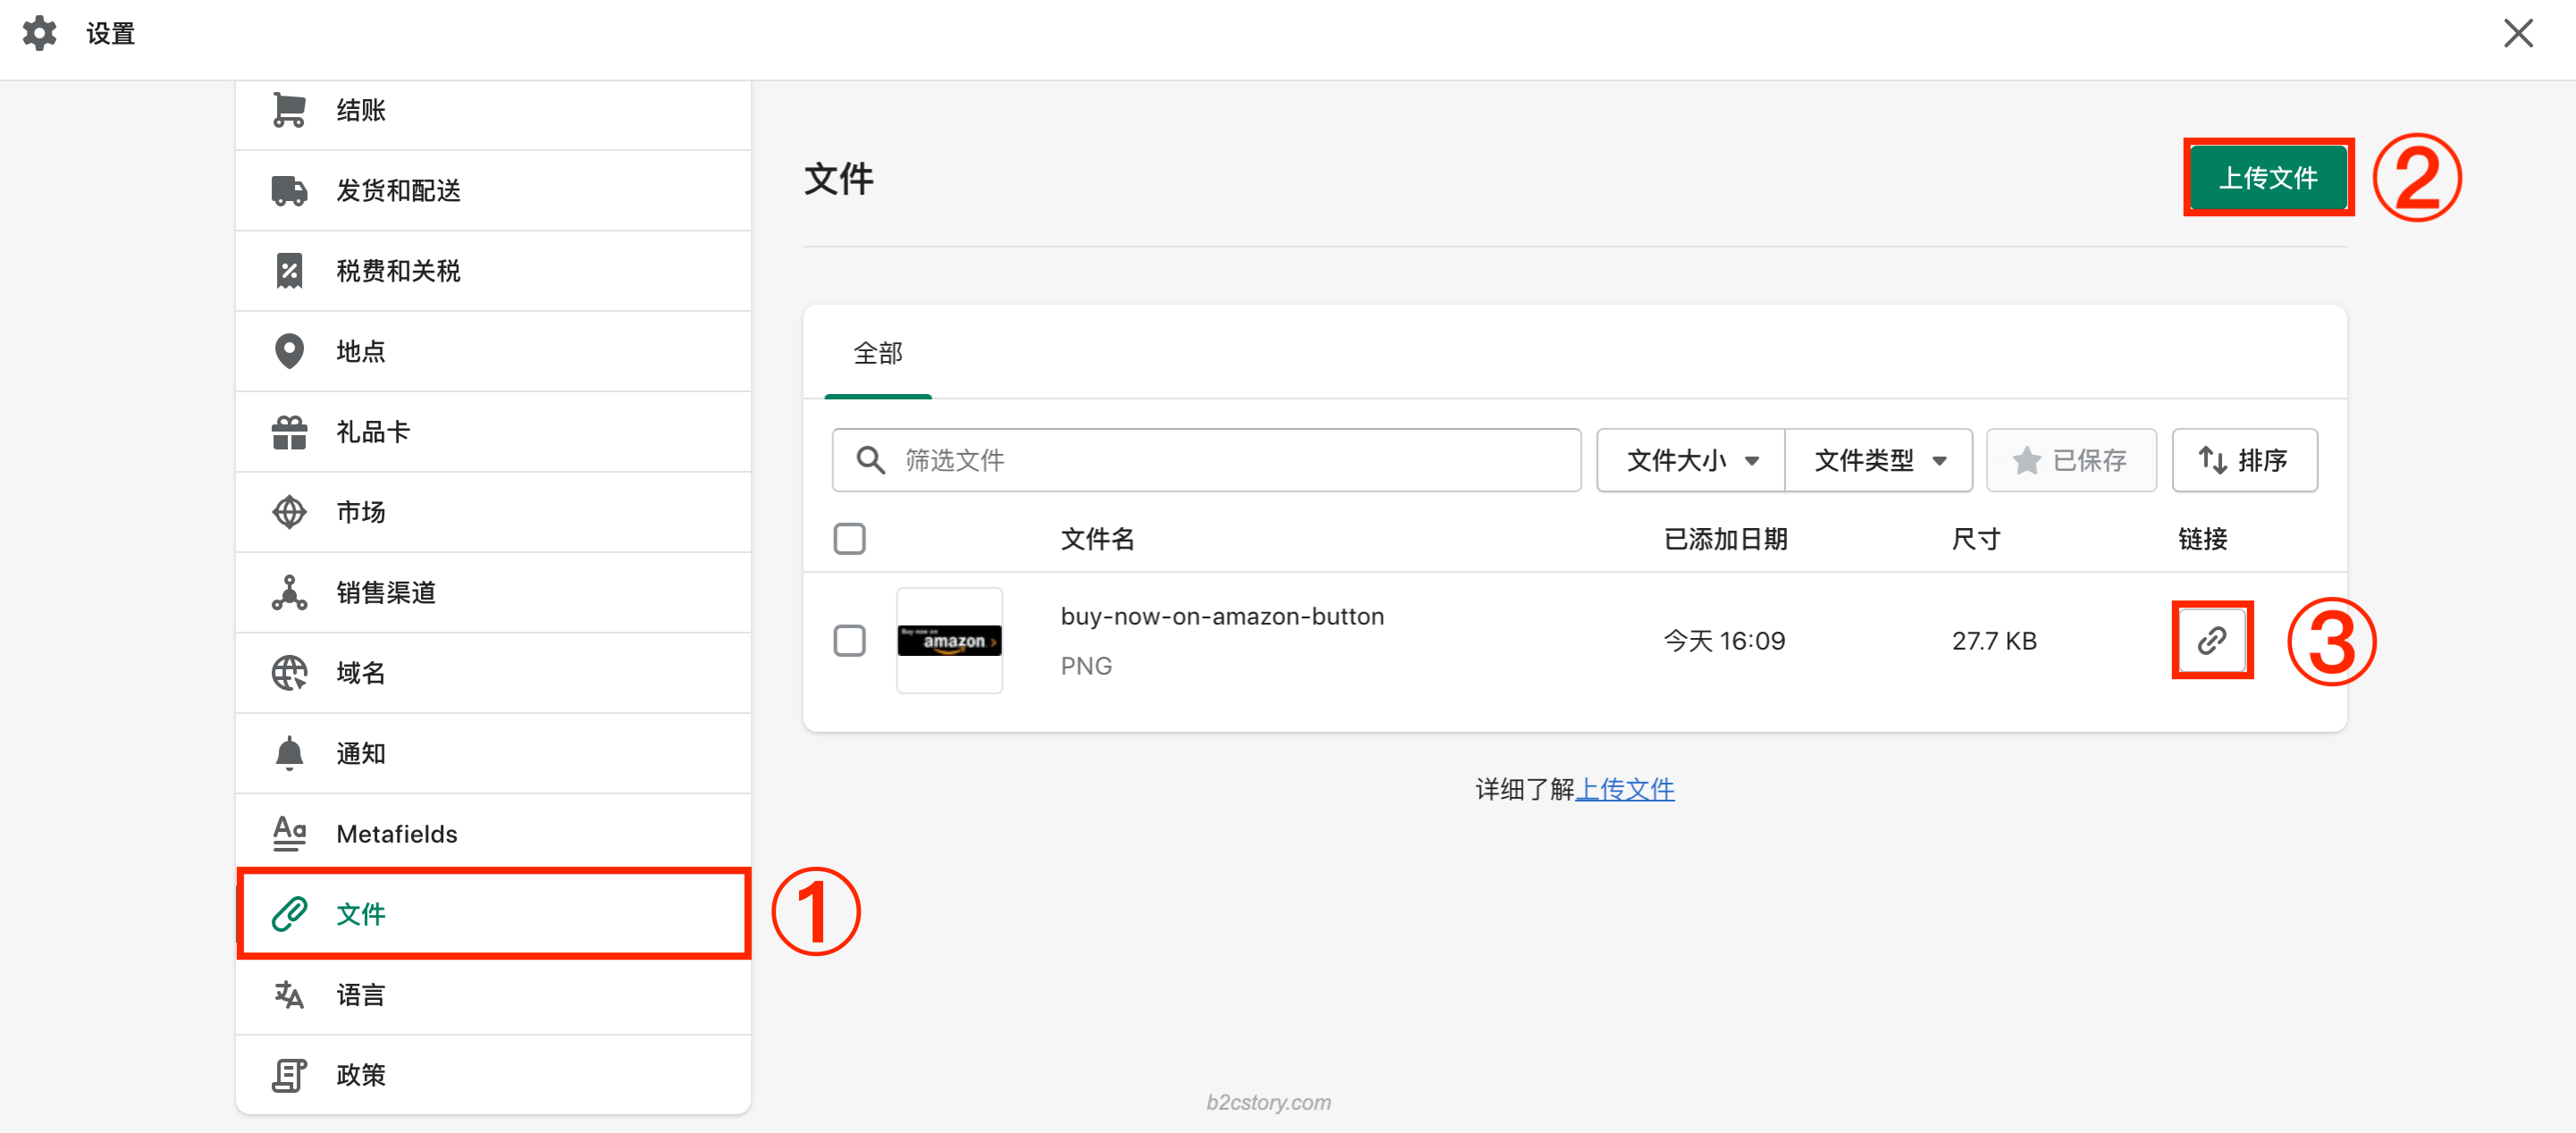 设置
结账
发货和配送
税费和关税
地点
礼品卡
市场
销售渠道
域名
通知
Aa
Metafields
文件
①
语言
政策
文件
上传文件
②
全部
筛选文件
文件大小
文件类型
已保存
排序
文件名
已添加日期
尺寸
链接
Buy now on
amazon
buy-now-on-amazon-button
PNG
今天 16:09
27.7 KB
③
详细了解上传文件
b2cstory.com